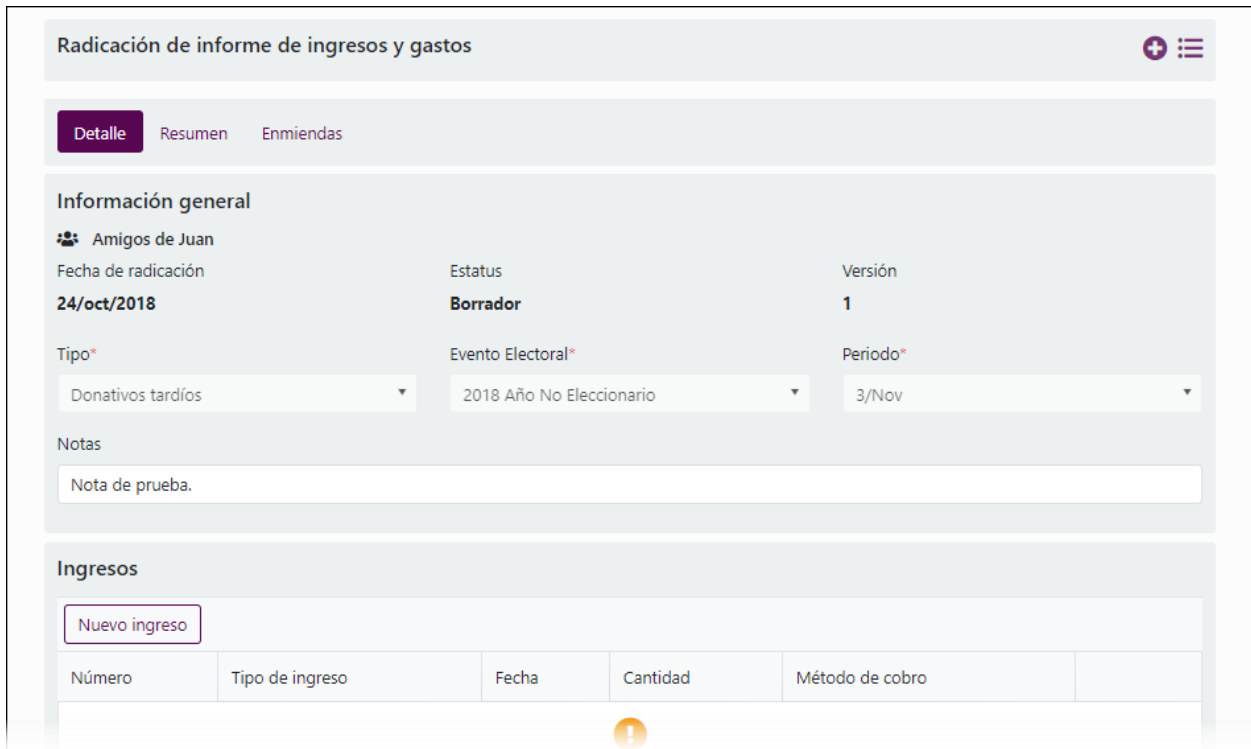 Radicación de informe de ingresos y gastos
Detalle Resumen Enmiendas
Información general
Amigos de Juan
Fecha de radicación Estatus Versión
24/oct/2018 Borrador 1
Tipo* Evento Electoral* Periodo*
Donativos tardíos 2018 Año No Eleccionario 3/Nov
Notas
Nota de prueba.
Ingresos
Nuevo ingreso
Número Tipo de ingreso Fecha Cantidad Método de cobro